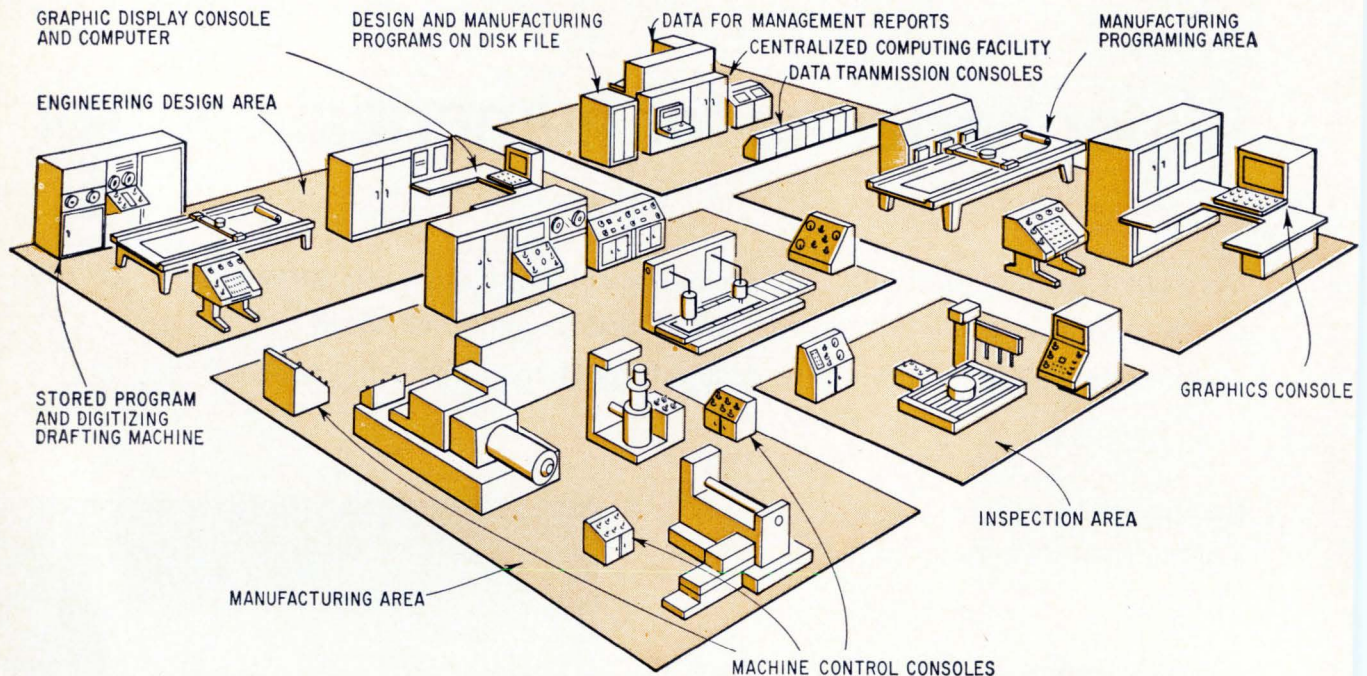 GRAPHIC DISPLAY CONSOLE
AND COMPUTER
DESIGN AND MANUFACTURING
PROGRAMS ON DISK FILE
DATA FOR MANAGEMENT REPORTS
CENTRALIZED COMPUTING FACILITY
DATA TRANMISSION CONSOLES
MANUFACTURING
PROGRAMING AREA
ENGINEERING DESIGN AREA
STORED PROGRAM
AND DIGITIZING
DRAFTING MACHINE
GRAPHICS CONSOLE
INSPECTION AREA
MANUFACTURING AREA
MACHINE CONTROL CONSOLES